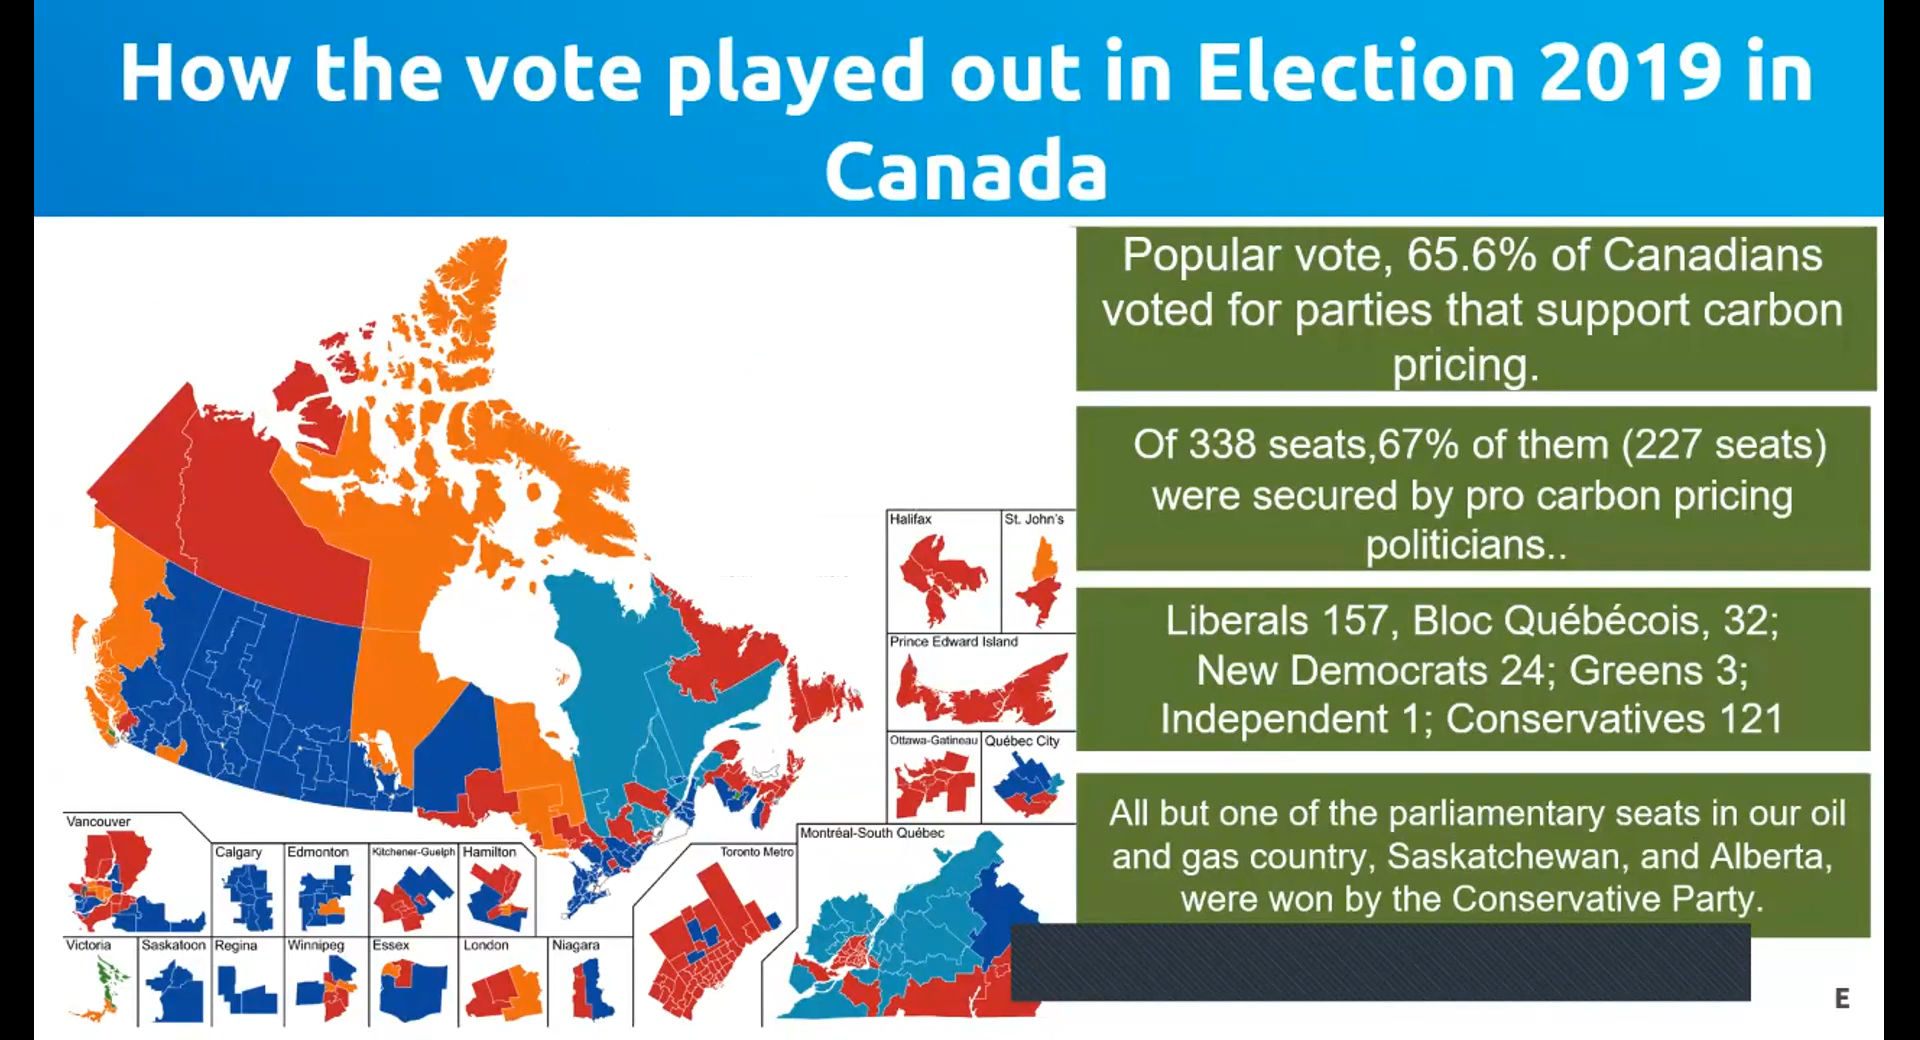 How the vote played out in Election 2019 in
Canada
Popular vote, 65.6% of Canadians
voted for parties that support carbon
pricing.
Of 338 seats,67% of them (227 seats)
were secured by pro carbon pricing
politicians..
Liberals 157, Bloc Québécois, 32;
New Democrats 24; Greens 3;
Independent 1; Conservatives 121
All but one of the parliamentary seats in our oil
and gas country, Saskatchewan, and Alberta,
were won by the Conservative Party.
Halifax
St. John's
Prince Edward Island
Ottawa-Gatineau
Québec City
Montréal-South Québec
Toronto Metro
Vancouver
Calgary
Edmonton
Kitchener-Guelph
Hamilton
Victoria
Saskatoon
Regina
Winnipeg
Essex
London
Niagara
E